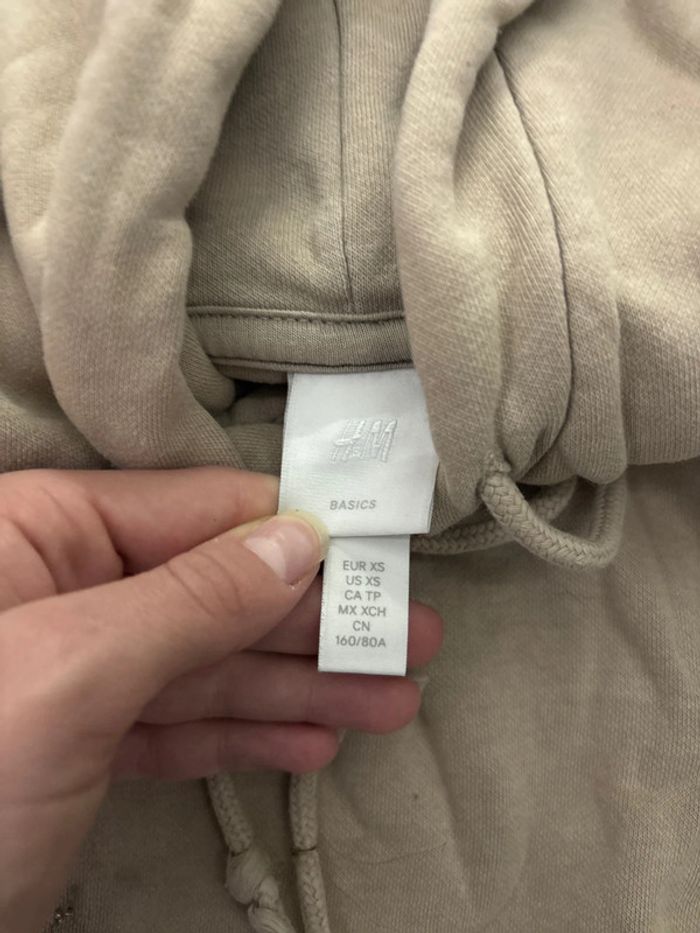 H&M
BASICS
EUR XS
US XS
CA TP
MX XCH
CN
160/80A